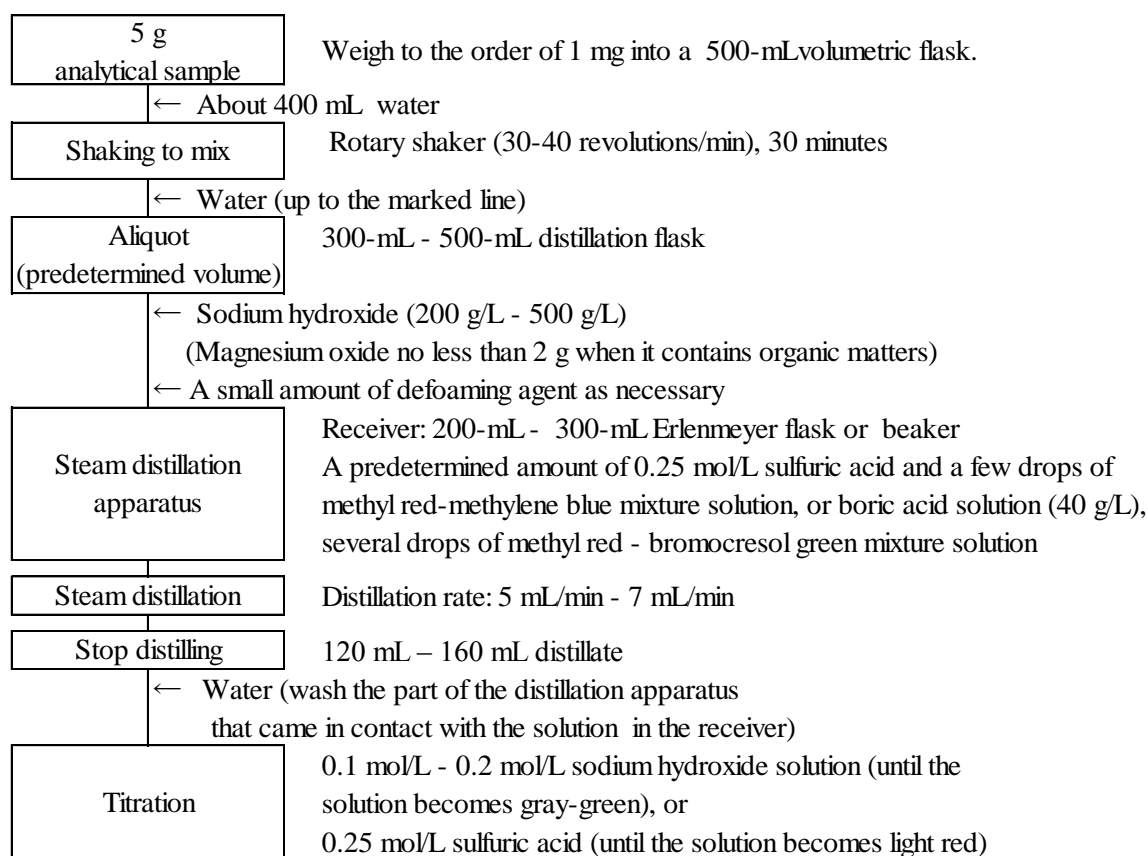 5 g
analytical sample
Weigh to the order of 1 mg into a 500-mLvolumetric flask.
← About 400 mL water
Shaking to mix
Rotary shaker (30-40 revolutions/min), 30 minutes
← Water (up to the marked line)
Aliquot
(predetermined volume)
300-mL - 500-mL distillation flask
← Sodium hydroxide (200 g/L - 500 g/L)
(Magnesium oxide no less than 2 g when it contains organic matters)
← A small amount of defoaming agent as necessary
Steam distillation
apparatus
Receiver: 200-mL - 300-mL Erlenmeyer flask or beaker
A predetermined amount of 0.25 mol/L sulfuric acid and a few drops of
methyl red-methylene blue mixture solution, or boric acid solution (40 g/L),
several drops of methyl red - bromocresol green mixture solution
Steam distillation
Distillation rate: 5 mL/min - 7 mL/min
Stop distilling
120 mL – 160 mL distillate
← Water (wash the part of the distillation apparatus
that came in contact with the solution in the receiver)
Titration
0.1 mol/L - 0.2 mol/L sodium hydroxide solution (until the
solution becomes gray-green), or
0.25 mol/L sulfuric acid (until the solution becomes light red)